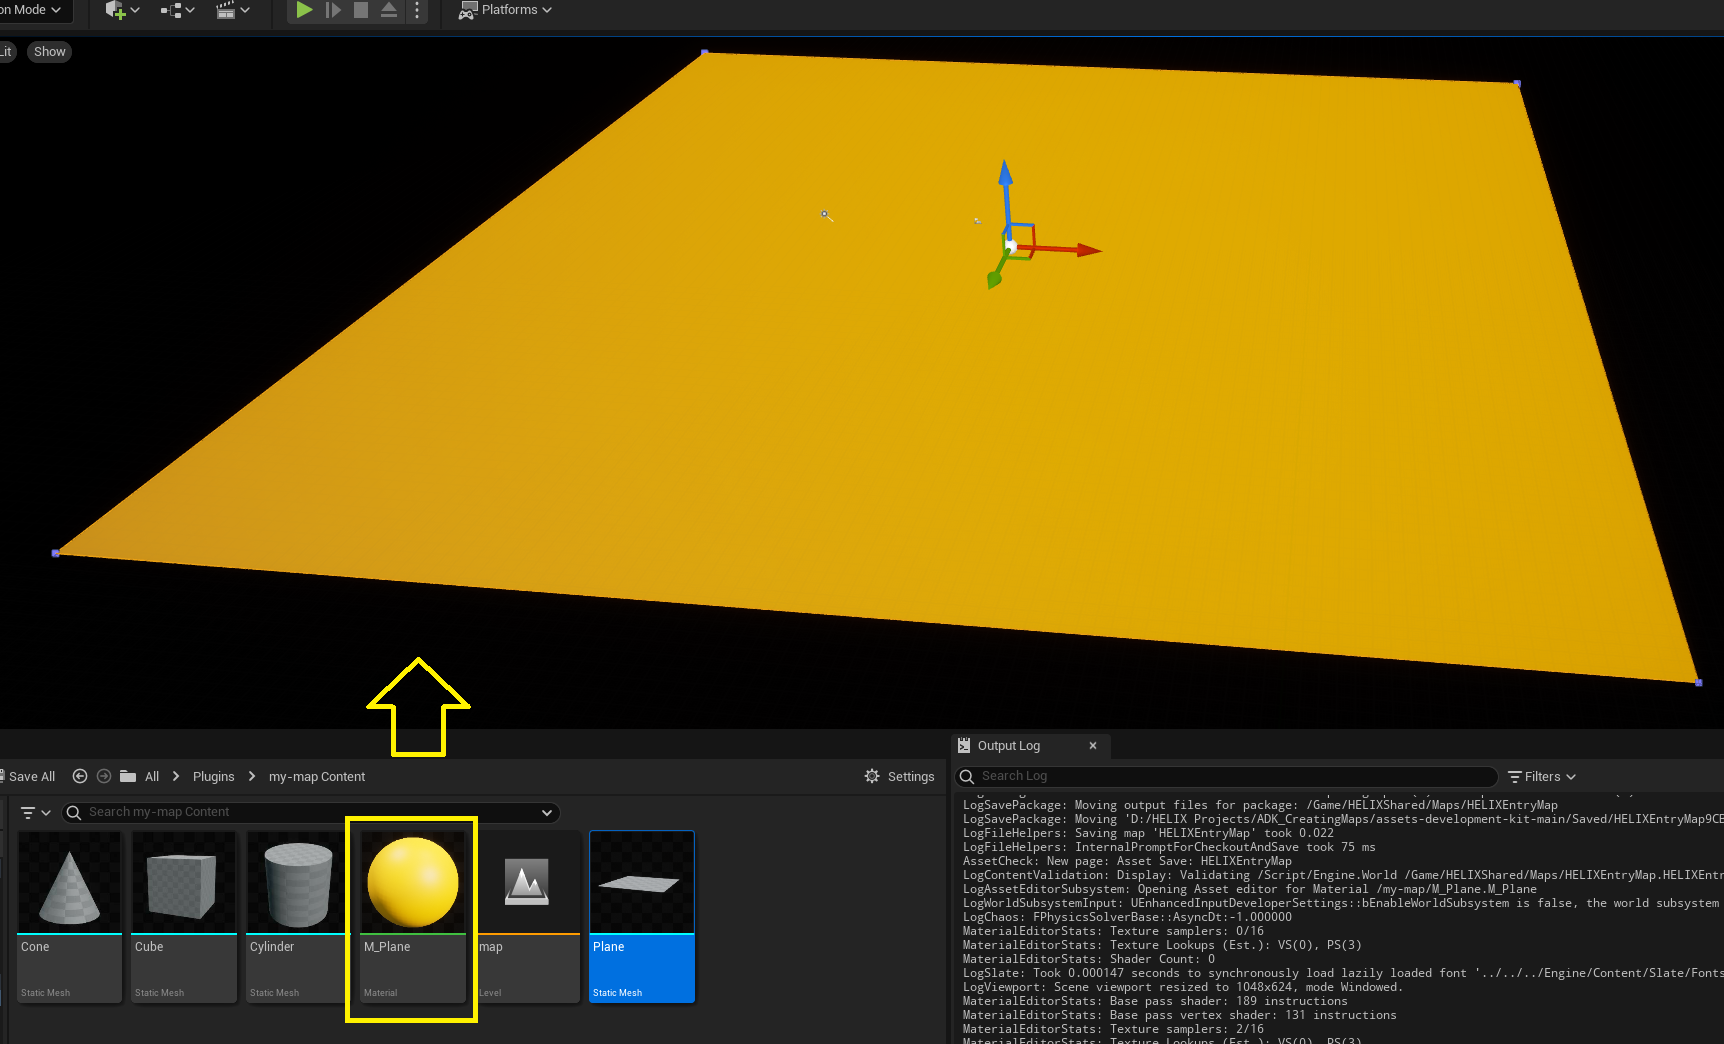 on Mode
Platforms
Lit
Show
Save All
All
Plugins
my-map Content
Settings
Search my-map Content
Cone
Static Mesh
Cube
Static Mesh
Cylinder
Static Mesh
M_Plane
Material
map
Level
Plane
Static Mesh
Output Log
Search Log
Filters
LogSavePackage: Moving output files for package: /Game/HELIXShared/Maps/HELIXEntryMap
LogSavePackage: Moving 'D:/HELIX Projects/ADK_CreatingMaps/assets-development-kit-main/Saved/HELIXEntryMap9CB
LogFileHelpers: Saving map 'HELIXEntryMap' took 0.022
LogFileHelpers: InternalPromptForCheckoutAndSave took 75 ms
AssetCheck: New page: Asset Save: HELIXEntryMap
LogContentValidation: Display: Validating /Script/Engine.World /Game/HELIXShared/Maps/HELIXEntryMap.HELIXEntr
LogAssetEditorSubsystem: Opening Asset editor for Material /my-map/M_Plane.M_Plane
LogWorldSubsystemInput: UEnhancedInputDeveloperSettings::bEnableWorldSubsystem is false, the world subsystem
LogChaos: FPhysicsSolverBase::AsyncDt:-1.000000
MaterialEditorStats: Texture samplers: 0/16
MaterialEditorStats: Texture Lookups (Est.): VS(0), PS(3)
MaterialEditorStats: Shader Count: 0
LogSlate: Took 0.000147 seconds to synchronously load lazily loaded font '../../../Engine/Content/Slate/Fonts
LogViewport: Scene viewport resized to 1048x624, mode Windowed.
MaterialEditorStats: Base pass shader: 189 instructions
MaterialEditorStats: Base pass vertex shader: 131 instructions
MaterialEditorStats: Texture samplers: 2/16
MaterialEditorStats: Texture Lookups (Est.): VS(0), PS(3)